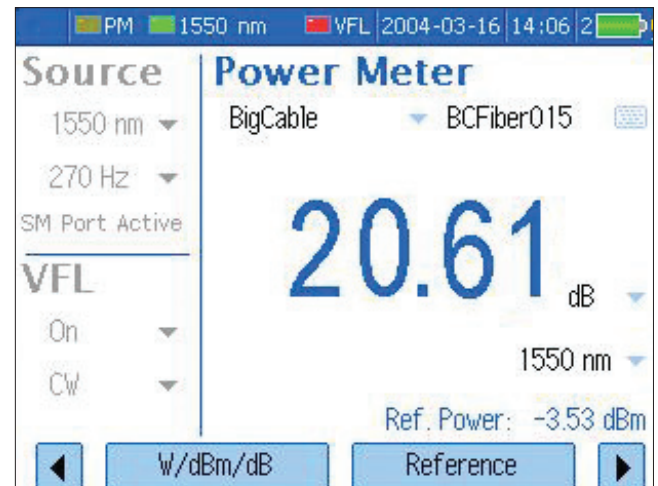 PM 1550 nm VFL 2004-03-16 14:06 2
Source
1550 nm
270 Hz
SM Port Active
VFL
On
CW
Power Meter
BigCable BCFiber015
20.61 dB
1550 nm
Ref. Power: -3.53 dBm
W/dBm/dB Reference